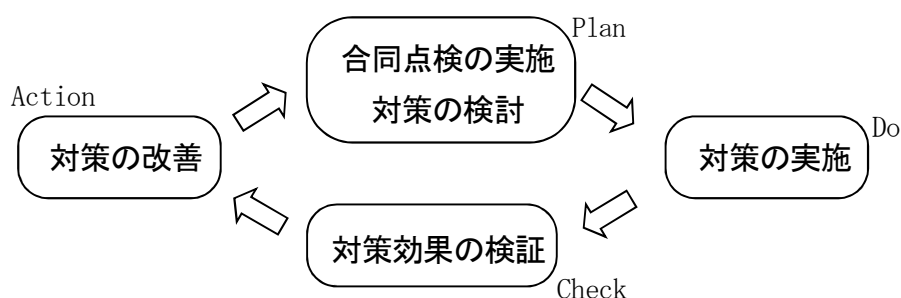 Plan
合同点検の実施
対策の検討
Action
対策の改善
Do
対策の実施
対策効果の検証
Check